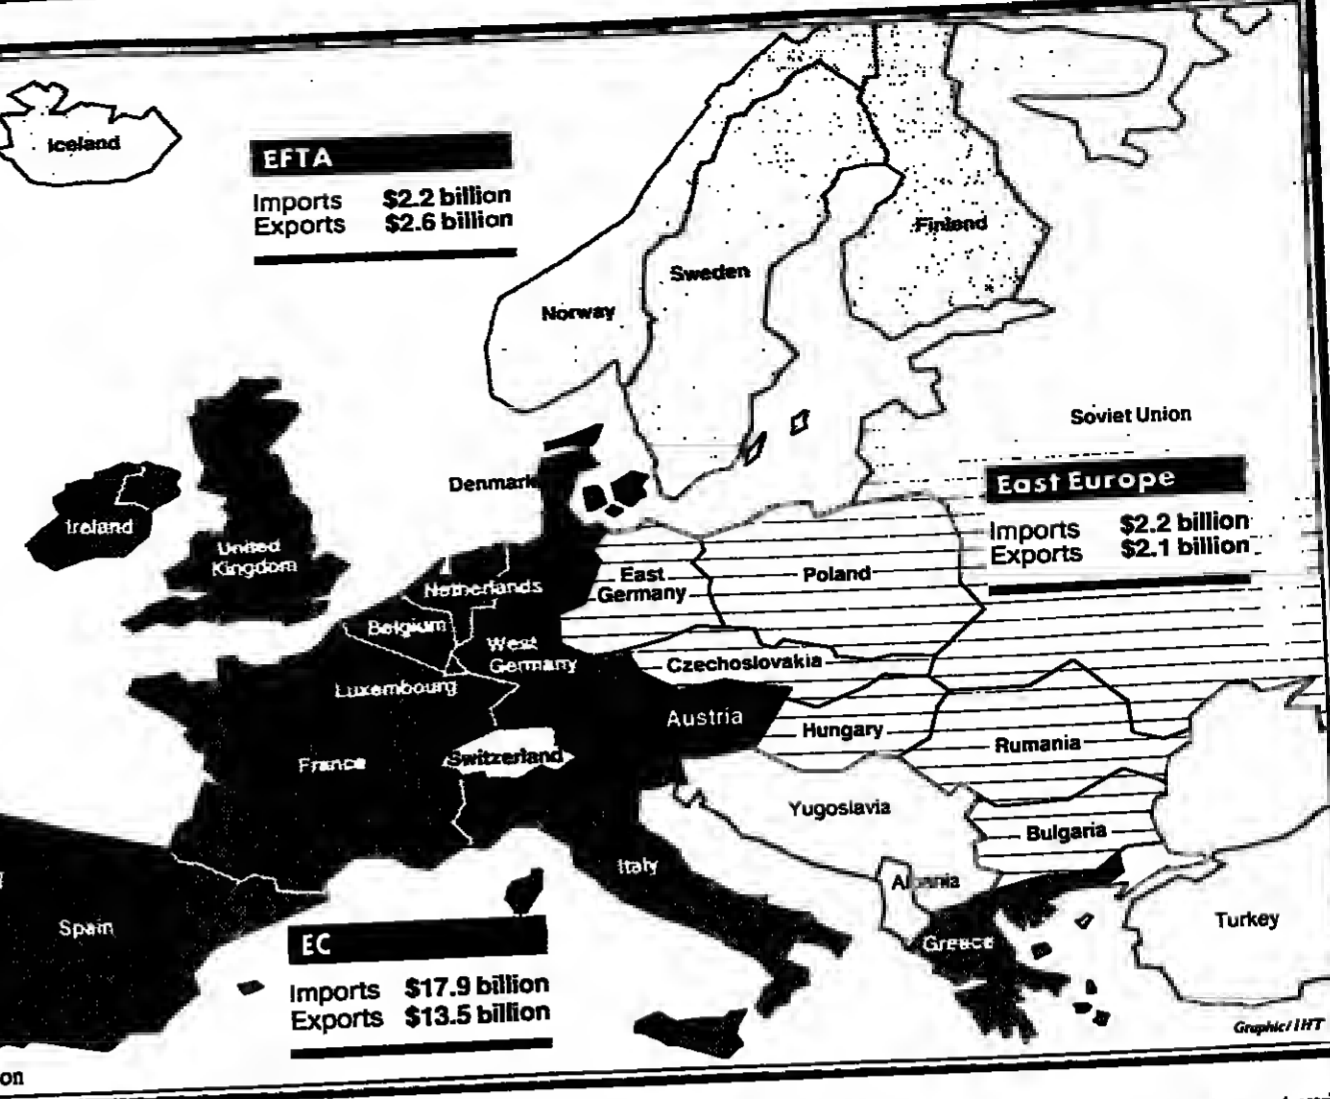 Iceland
EFTA
Imports $2.2 billion
Exports $2.6 billion
Finland
Sweden
Norway
Soviet Union
East Europe
Imports $2.2 billion
Exports $2.1 billion
Denmark
Ireland
United
Kingdom
Netherlands
East
Germany
Poland
Belgium
West
Germany
Czechoslovakia
Luxembourg
Austria
Hungary
Rumania
France
Switzerland
Yugoslavia
Bulgaria
Italy
Albania
Spain
Greece
Turkey
EC
Imports $17.9 billion
Exports $13.5 billion
Graphic/IHT
on